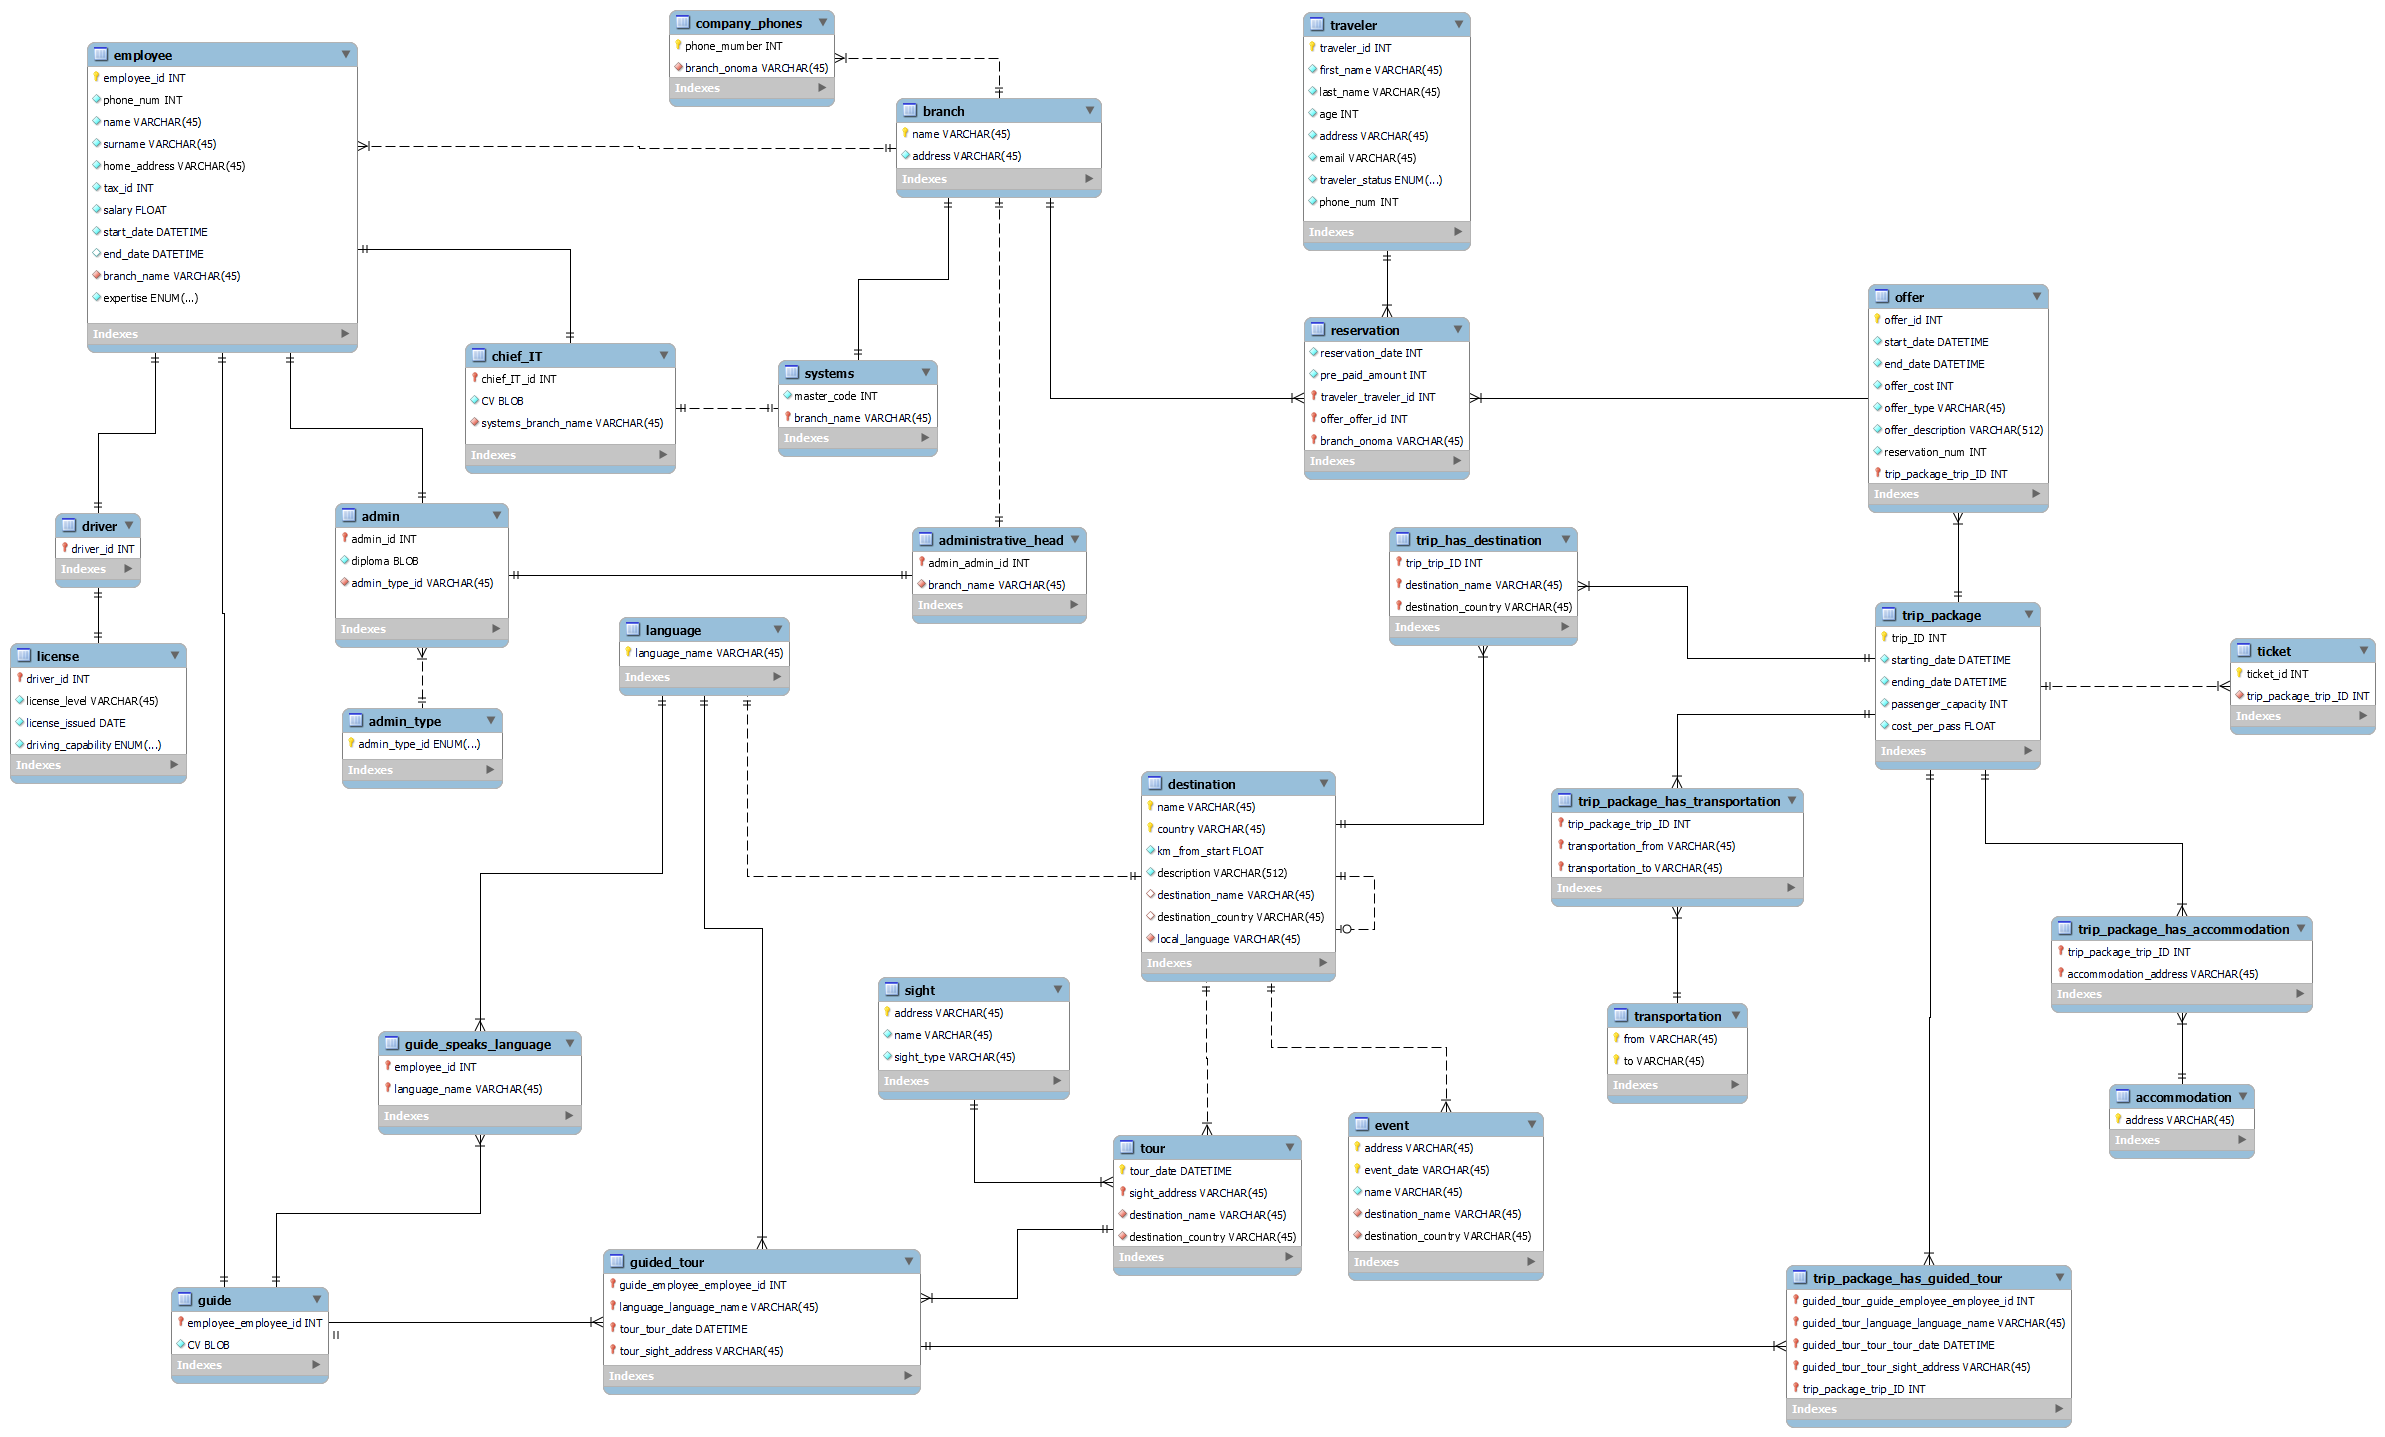 company_phones
phone_mumber INT
branch_onoma VARCHAR(45)
Indexes
traveler
traveler_id INT
first_name VARCHAR(45)
last_name VARCHAR(45)
age INT
address VARCHAR(45)
email VARCHAR(45)
traveler_status ENUM(...)
phone_num INT
Indexes
employee
employee_id INT
phone_num INT
name VARCHAR(45)
surname VARCHAR(45)
home_address VARCHAR(45)
tax_id INT
salary FLOAT
start_date DATETIME
end_date DATETIME
branch_name VARCHAR(45)
expertise ENUM(...)
Indexes
branch
name VARCHAR(45)
address VARCHAR(45)
Indexes
offer
offer_id INT
start_date DATETIME
end_date DATETIME
offer_cost INT
offer_type VARCHAR(45)
offer_description VARCHAR(512)
reservation_num INT
trip_package_trip_ID INT
Indexes
reservation
reservation_date INT
pre_paid_amount INT
traveler_traveler_id INT
offer_offer_id INT
branch_onoma VARCHAR(45)
Indexes
chief_IT
chief_IT_id INT
CV BLOB
systems_branch_name VARCHAR(45)
Indexes
systems
master_code INT
branch_name VARCHAR(45)
Indexes
driver
driver_id INT
Indexes
admin
admin_id INT
diploma BLOB
admin_type_id VARCHAR(45)
Indexes
administrative_head
admin_admin_id INT
branch_name VARCHAR(45)
Indexes
trip_has_destination
trip_trip_ID INT
destination_name VARCHAR(45)
destination_country VARCHAR(45)
Indexes
trip_package
trip_ID INT
starting_date DATETIME
ending_date DATETIME
passenger_capacity INT
cost_per_pass FLOAT
Indexes
ticket
ticket_id INT
trip_package_trip_ID INT
Indexes
language
language_name VARCHAR(45)
Indexes
license
driver_id INT
license_level VARCHAR(45)
license_issued DATE
driving_capability ENUM(...)
Indexes
admin_type
admin_type_id ENUM(...)
Indexes
destination
name VARCHAR(45)
country VARCHAR(45)
km_from_start FLOAT
description VARCHAR(512)
destination_name VARCHAR(45)
destination_country VARCHAR(45)
local_language VARCHAR(45)
Indexes
trip_package_has_transportation
trip_package_trip_ID INT
transportation_from VARCHAR(45)
transportation_to VARCHAR(45)
Indexes
trip_package_has_accommodation
trip_package_trip_ID INT
accommodation_address VARCHAR(45)
Indexes
sight
address VARCHAR(45)
name VARCHAR(45)
sight_type VARCHAR(45)
Indexes
transportation
from VARCHAR(45)
to VARCHAR(45)
Indexes
guide_speaks_language
employee_id INT
language_name VARCHAR(45)
Indexes
accommodation
address VARCHAR(45)
Indexes
tour
tour_date DATETIME
sight_address VARCHAR(45)
destination_name VARCHAR(45)
destination_country VARCHAR(45)
Indexes
event
address VARCHAR(45)
event_date VARCHAR(45)
name VARCHAR(45)
destination_name VARCHAR(45)
destination_country VARCHAR(45)
Indexes
guide
employee_employee_id INT
CV BLOB
Indexes
guided_tour
guide_employee_employee_id INT
language_language_name VARCHAR(45)
tour_tour_date DATETIME
tour_sight_address VARCHAR(45)
Indexes
trip_package_has_guided_tour
guided_tour_guide_employee_employee_id INT
guided_tour_language_language_name VARCHAR(45)
guided_tour_tour_tour_date DATETIME
guided_tour_tour_sight_address VARCHAR(45)
trip_package_trip_ID INT
Indexes